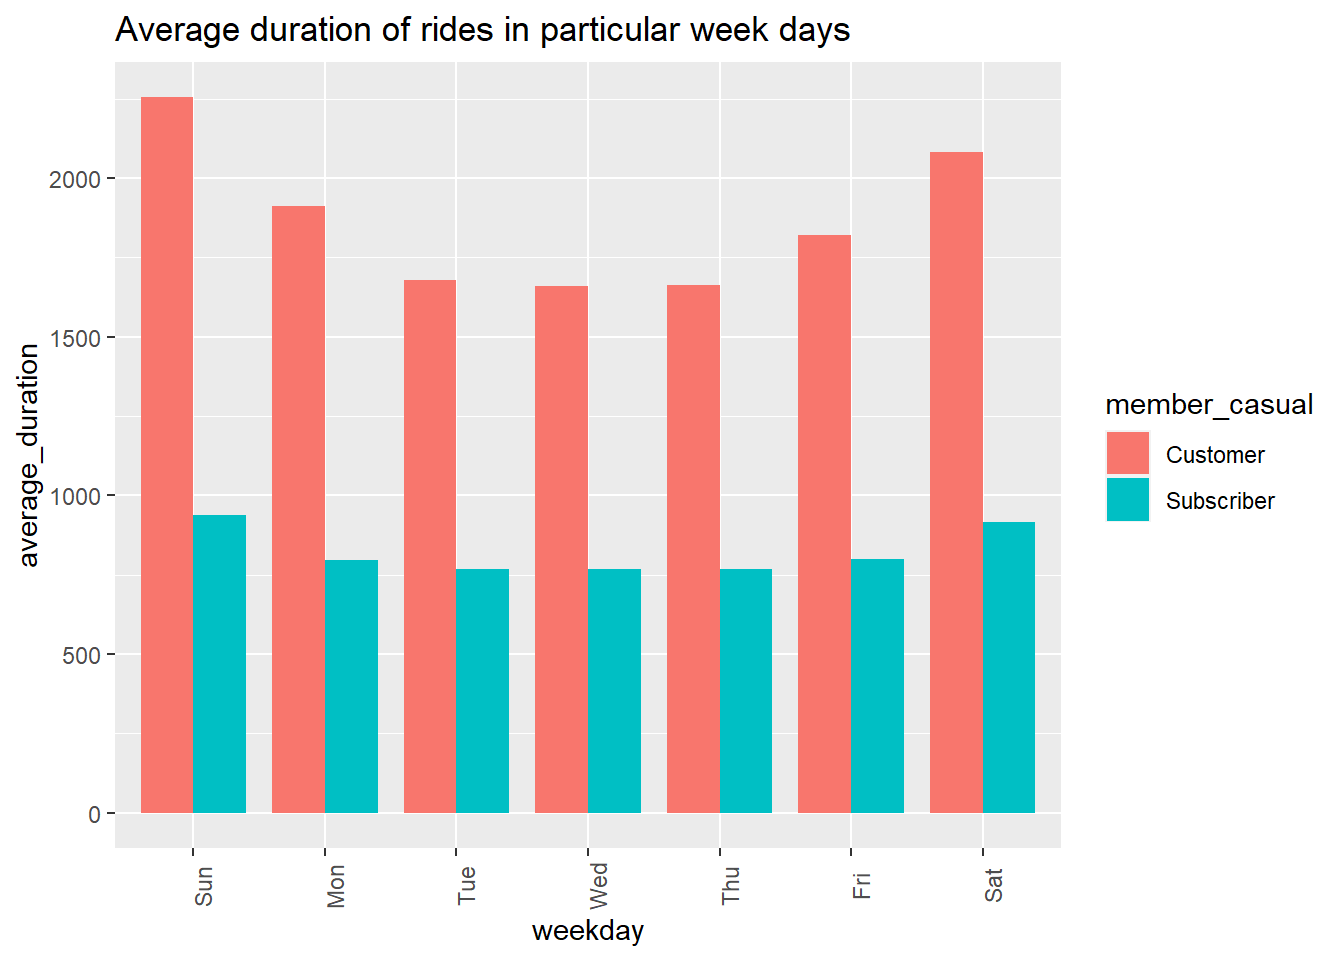 Average duration of rides in particular week days
average_duration
2000
1500
1000
500
0
Sun Mon Tue Wed Thu Fri Sat
weekday
member_casual
Customer
Subscriber